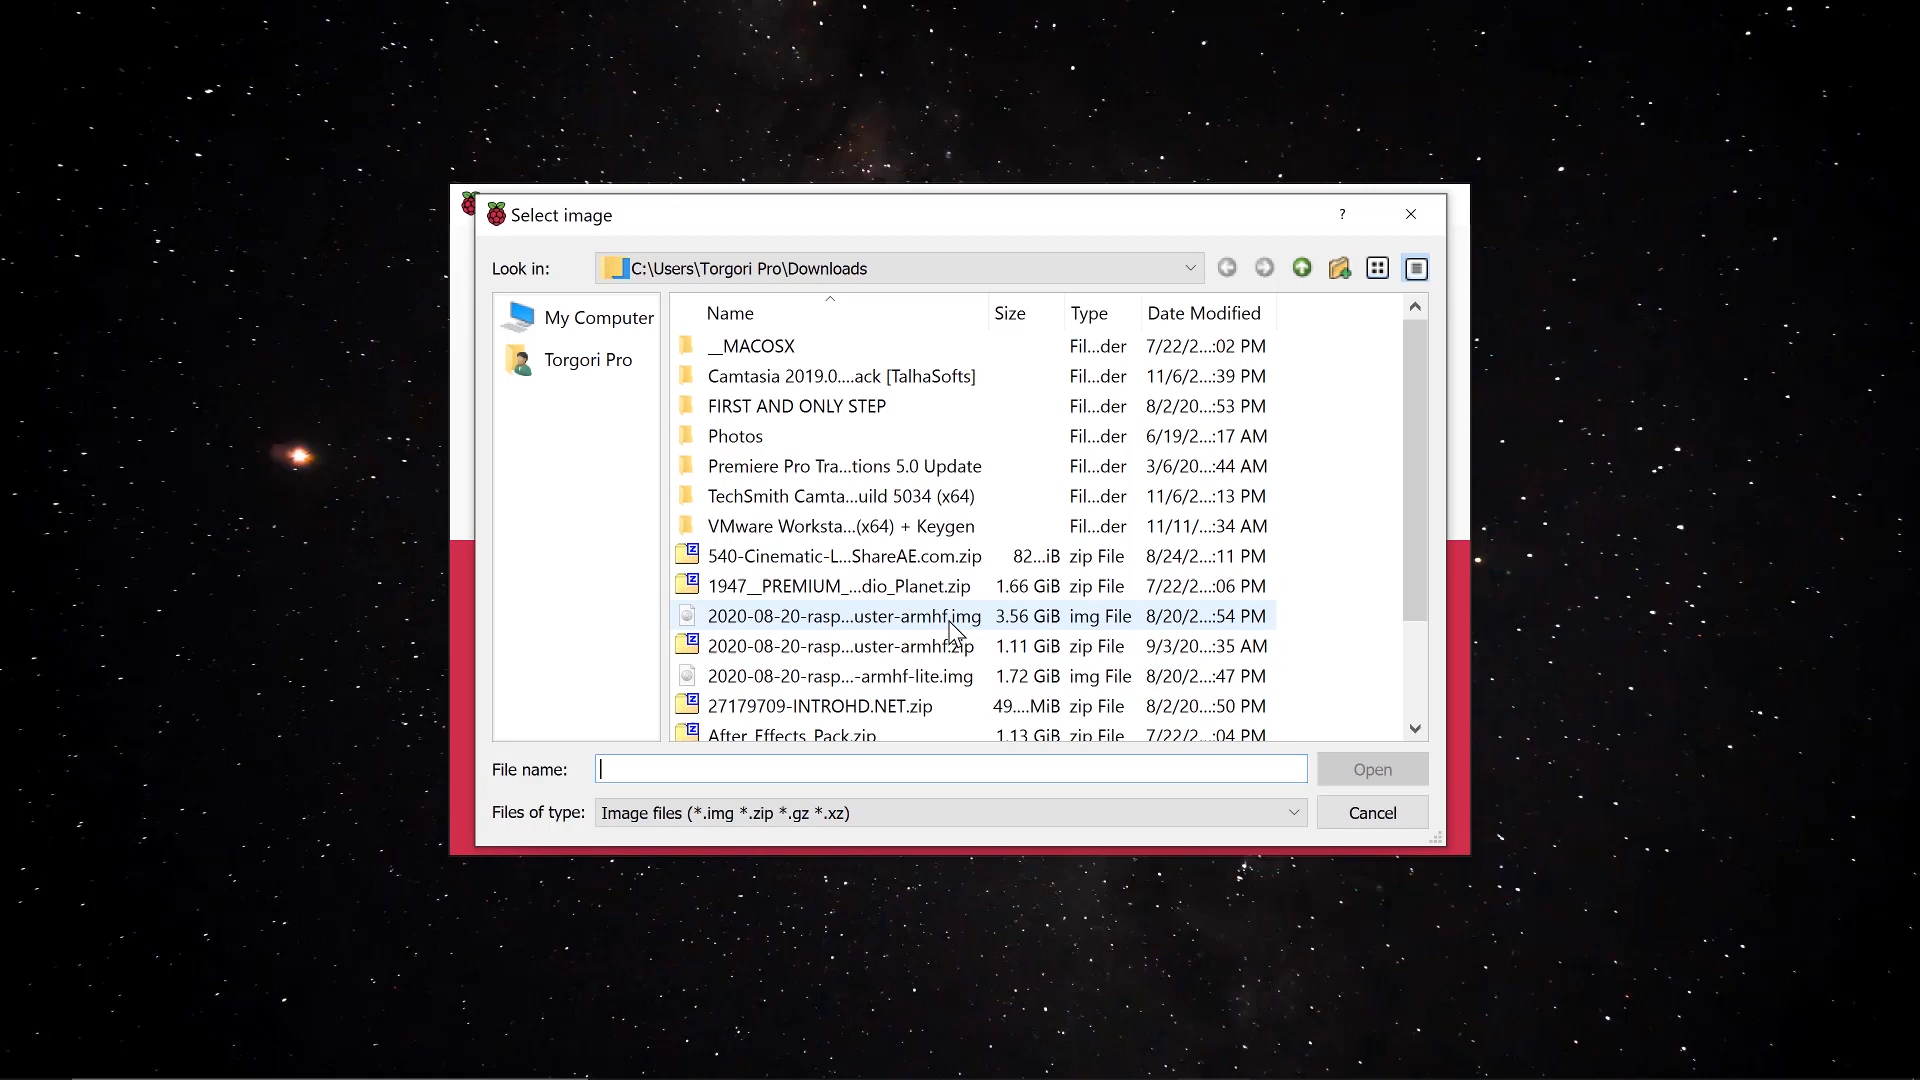 Select image
?
Look in: C:\Users\Torgori Pro\Downloads
My Computer
Torgori Pro
Name Size Type Date Modified
__MACOSX Fil...der 7/22/2...:02 PM
Camtasia 2019.0....ack [TalhaSofts] Fil...der 11/6/2...:39 PM
FIRST AND ONLY STEP Fil...der 8/2/20...:53 PM
Photos Fil...der 6/19/2...:17 AM
Premiere Pro Tra...tions 5.0 Update Fil...der 3/6/20...:44 AM
TechSmith Camta...uild 5034 (x64) Fil...der 11/6/2...:13 PM
VMware Worksta...(x64) + Keygen Fil...der 11/11/...:34 AM
540-Cinematic-L...ShareAE.com.zip 82...iB zip File 8/24/2...:11 PM
1947__PREMIUM_...dio_Planet.zip 1.66 GiB zip File 7/22/2...:06 PM
2020-08-20-rasp...uster-armhf.img 3.56 GiB img File 8/20/2...:54 PM
2020-08-20-rasp...uster-armhf.zip 1.11 GiB zip File 9/3/20...:35 AM
2020-08-20-rasp...-armhf-lite.img 1.72 GiB img File 8/20/2...:47 PM
27179709-INTROHD.NET.zip 49....MiB zip File 8/2/20...:50 PM
After_Effects_Pack.zip 1.13 GiB zip File 7/22/2...:04 PM
File name: Open
Files of type: Image files (*.img *.zip *.gz *.xz) Cancel